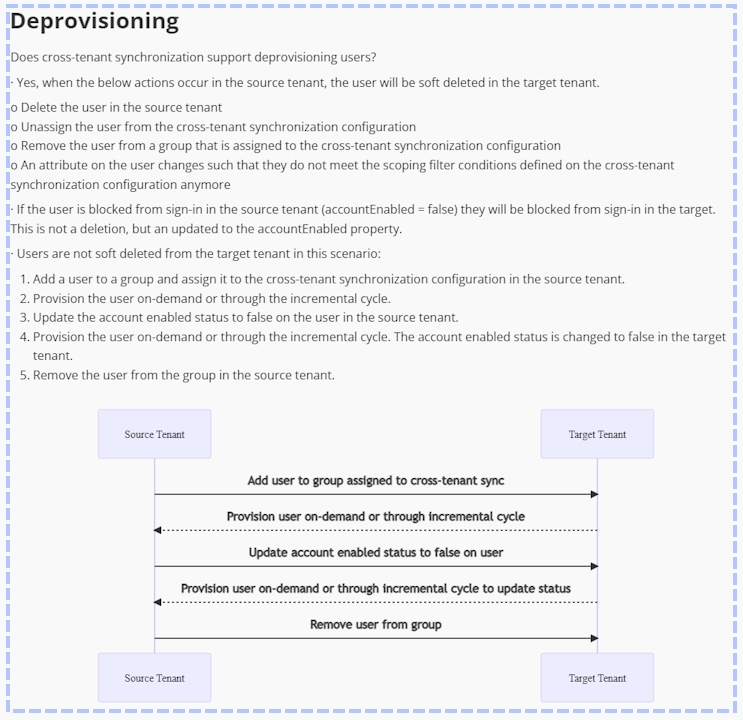 Deprovisioning
Does cross-tenant synchronization support deprovisioning users?
· Yes, when the below actions occur in the source tenant, the user will be soft deleted in the target tenant.
o Delete the user in the source tenant
o Unassign the user from the cross-tenant synchronization configuration
o Remove the user from a group that is assigned to the cross-tenant synchronization configuration
o An attribute on the user changes such that they do not meet the scoping filter conditions defined on the cross-tenant
synchronization configuration anymore
· If the user is blocked from sign-in in the source tenant (accountEnabled = false) they will be blocked from sign-in in the target.
This is not a deletion, but an updated to the accountEnabled property.
· Users are not soft deleted from the target tenant in this scenario:
1. Add a user to a group and assign it to the cross-tenant synchronization configuration in the source tenant.
2. Provision the user on-demand or through the incremental cycle.
3. Update the account enabled status to false on the user in the source tenant.
4. Provision the user on-demand or through the incremental cycle. The account enabled status is changed to false in the target
tenant.
5. Remove the user from the group in the source tenant.
Source Tenant
Target Tenant
Add user to group assigned to cross-tenant sync
Provision user on-demand or through incremental cycle
Update account enabled status to false on user
Provision user on-demand or through incremental cycle to update status
Remove user from group
Source Tenant
Target Tenant